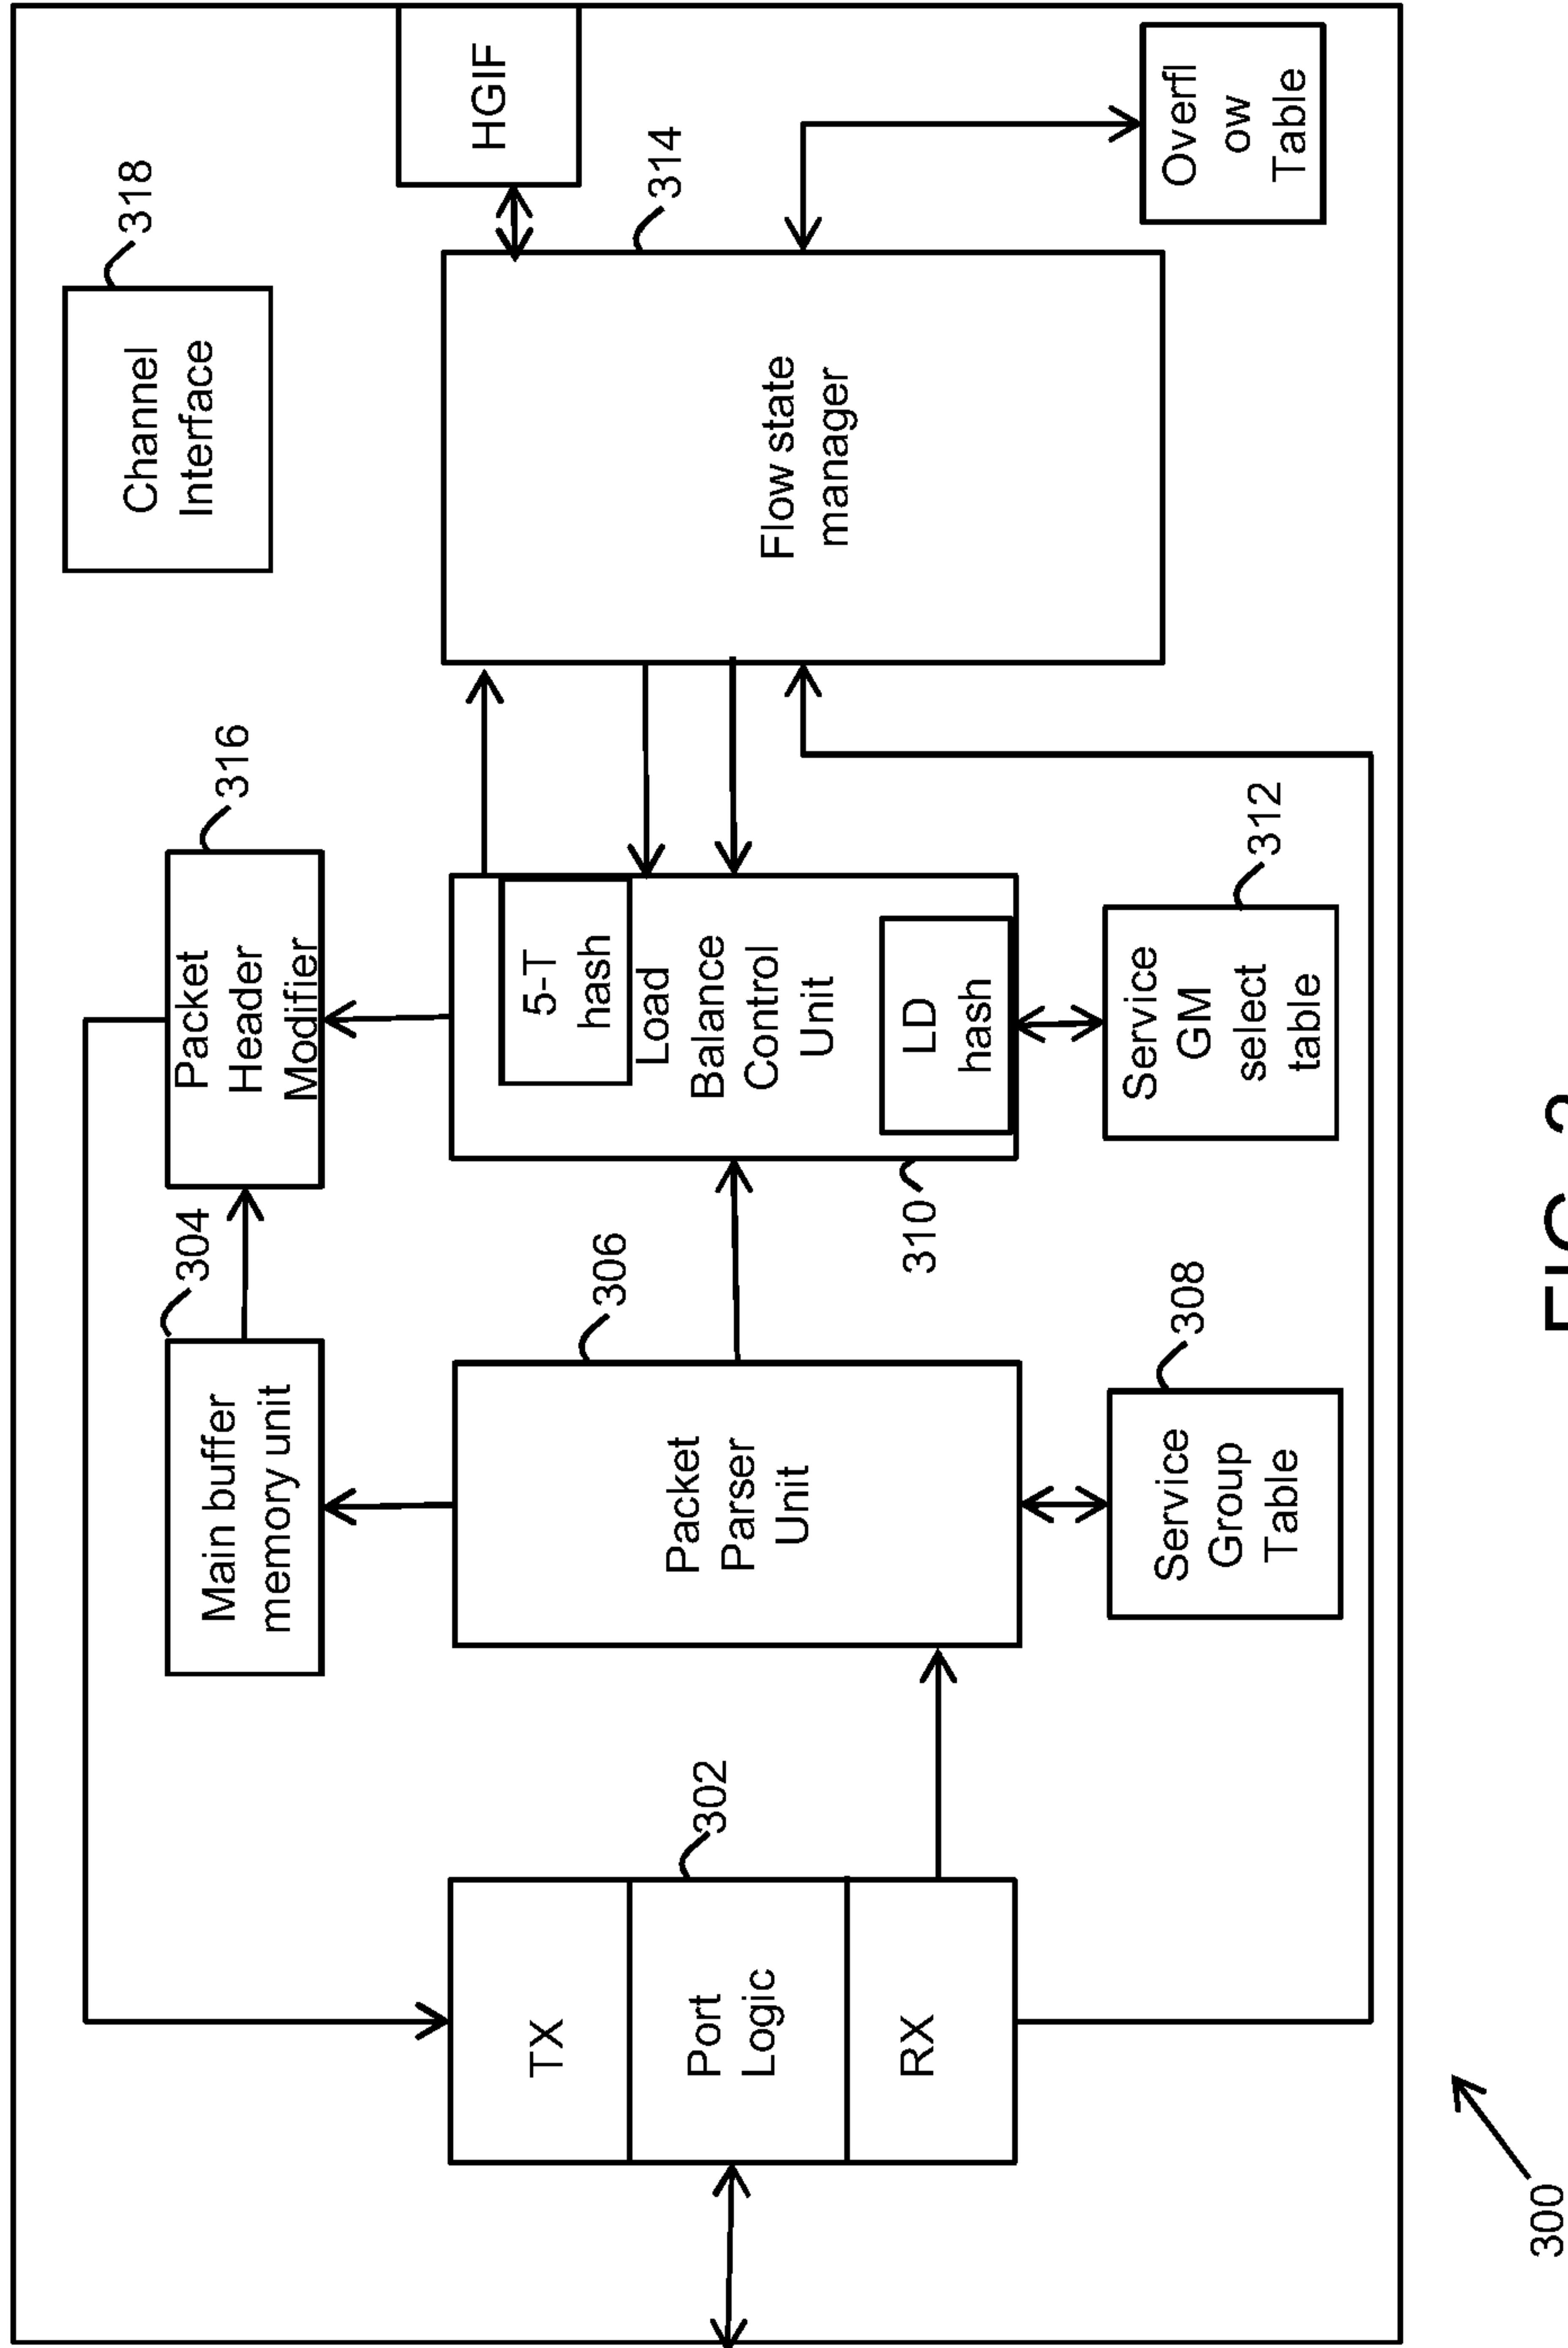 318
Channel
Interface
304
Main buffer
memory unit
316
Packet
Header
Modifier
HGIF
TX
Port
Logic
RX
302
306
Packet
Parser
Unit
5-T
hash
Load
Balance
Control
Unit
LD
hash
310
314
Flow state
manager
308
Service
Group
Table
312
Service
GM
select
table
Overfl
ow
Table
300